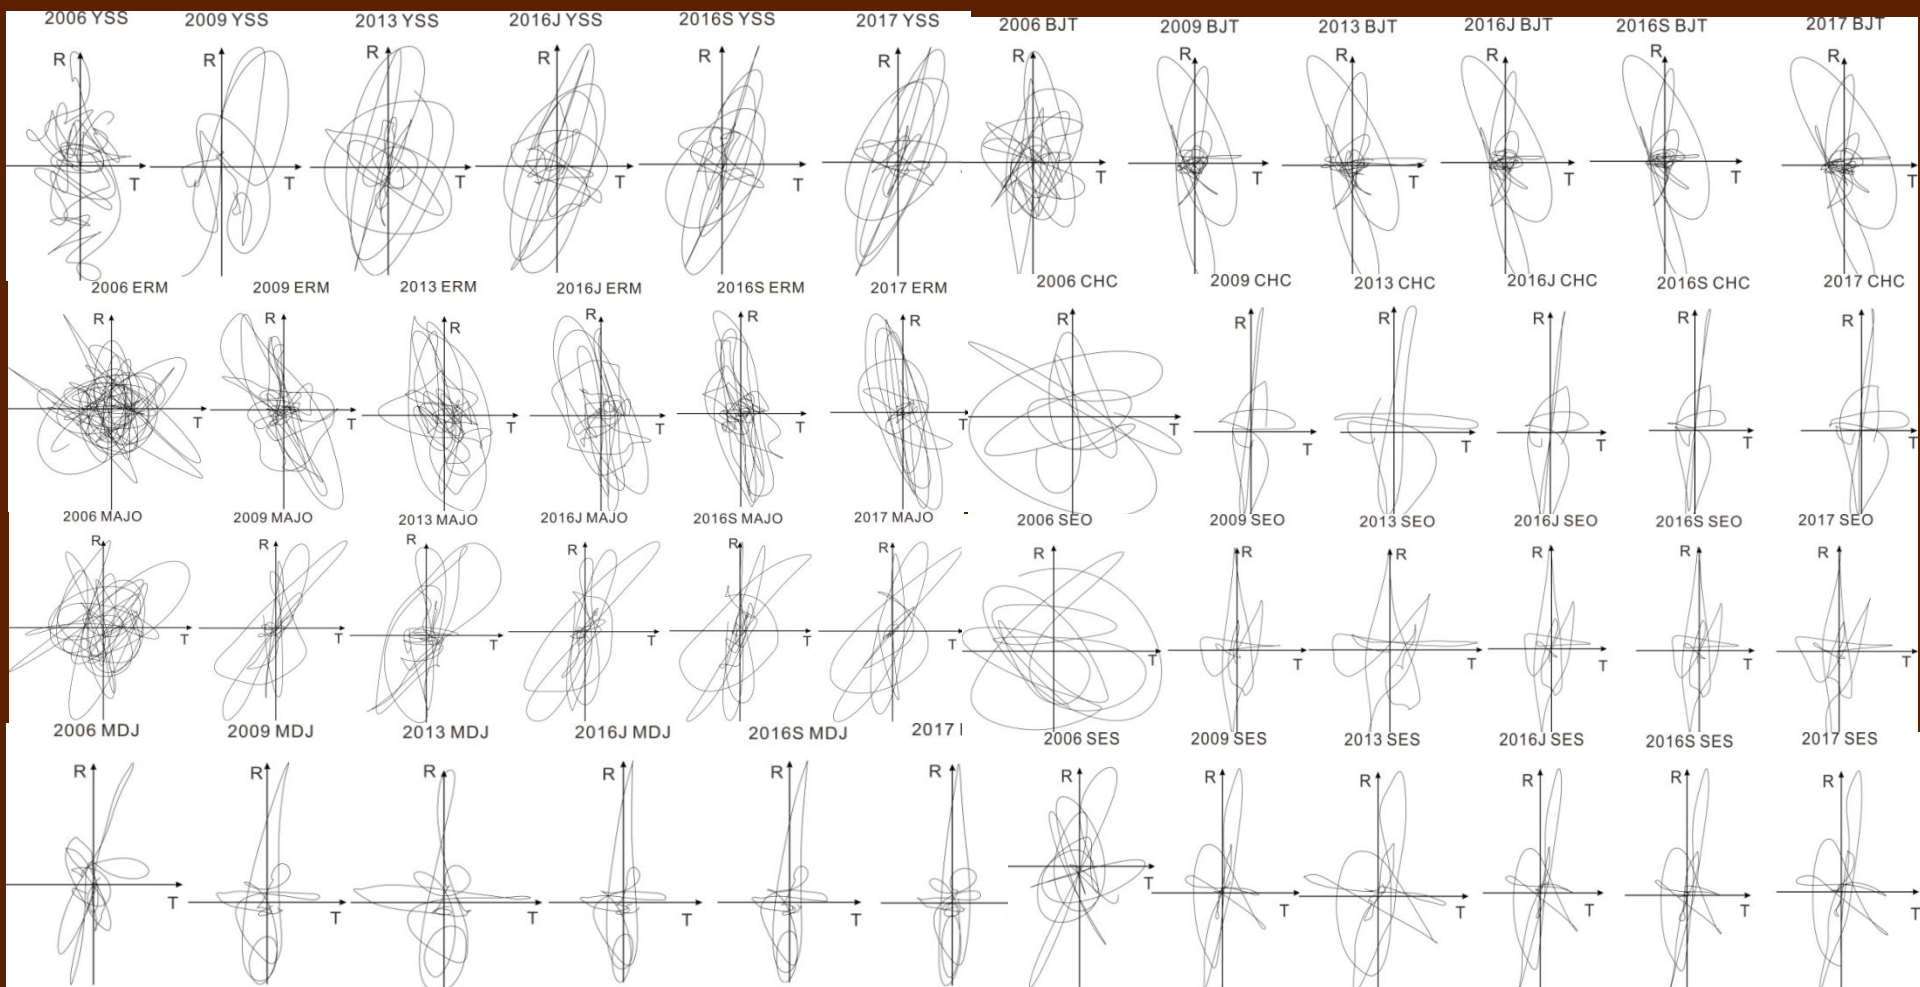 2006 YSS 2009 YSS 2013 YSS 2016J YSS 2016S YSS 2017 YSS 2006 BJT 2009 BJT 2013 BJT 2016J BJT 2016S BJT 2017 BJT
R R R R R R R R R R R R
T T T T T T T T T T T T
2006 ERM 2009 ERM 2013 ERM 2016J ERM 2016S ERM 2017 ERM 2006 CHC 2009 CHC 2013 CHC 2016J CHC 2016S CHC 2017 CHC
R R R R R R R R R R R R
T T T T T T T T T T T T
2006 MAJO 2009 MAJO 2013 MAJO 2016J MAJO 2016S MAJO 2017 MAJO 2006 SEO 2009 SEO 2013 SEO 2016J SEO 2016S SEO 2017 SEO
R R R R R R R R R R R R
T T T T T T T T T T T T
2006 MDJ 2009 MDJ 2013 MDJ 2016J MDJ 2016S MDJ 2017 2006 SES 2009 SES 2013 SES 2016J SES 2016S SES 2017 SES
R R R R R R R R R R R R
T T T T T T T T T T T